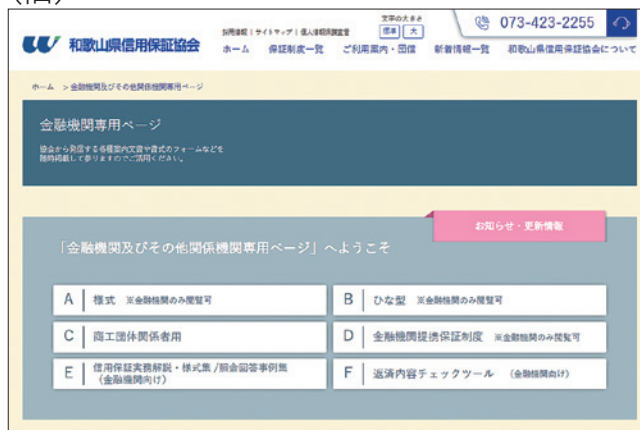 採用情報 | サイトマップ | 個人情報保護宣言
文字の大きさ
標準 大
073-423-2255
和歌山県信用保証協会
ホーム 保証制度一覧 ご利用案内・団信 新着情報一覧 和歌山県信用保証協会について
ホーム >金融機関及びその他関係機関専用ページ
金融機関専用ページ
協会から発信する各種案内文書や書式のフォームなどを
随時掲載して参りますのでご活用ください。
お知らせ・更新情報
「金融機関及びその他関係機関専用ページ」へようこそ
A 様式 ※金融機関のみ閲覧可
B ひな型 ※金融機関のみ閲覧可
C 商工団体関係者用
D 金融機関提携保証制度 ※金融機関のみ閲覧可
E 信用保証実務解説・様式集/照会回答事例集
（金融機関向け）
F 返済内容チェックツール （金融機関向け）